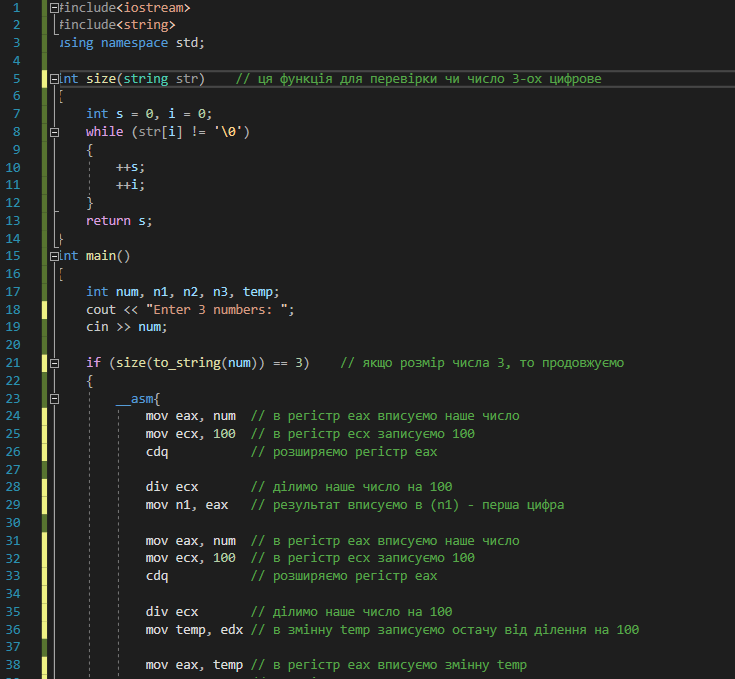 1 #include<iostream>
2 #include<string>
3 using namespace std;
4
5 int size(string str) // ця функція для перевірки чи число 3-ох цифрове
6 {
7 int s = 0, i = 0;
8 while (str[i] != '\0')
9 {
10 ++s;
11 ++i;
12 }
13 return s;
14 }
15 int main()
16 {
17 int num, n1, n2, n3, temp;
18 cout << "Enter 3 numbers: ";
19 cin >> num;
20
21 if (size(to_string(num)) == 3) // якщо розмір числа 3, то продовжуємо
22 {
23 __asm{
24 mov eax, num // в регістр eax вписуємо наше число
25 mov ecx, 100 // в регістр ecx записуємо 100
26 cdq // розширяємо регістр eax
27
28 div ecx // ділимо наше число на 100
29 mov n1, eax // результат вписуємо в (n1) - перша цифра
30
31 mov eax, num // в регістр eax вписуємо наше число
32 mov ecx, 100 // в регістр ecx записуємо 100
33 cdq // розширяємо регістр eax
34
35 div ecx // ділимо наше число на 100
36 mov temp, edx // в змінну temp записуємо остачу від ділення на 100
37
38 mov eax, temp // в регістр eax вписуємо змінну temp